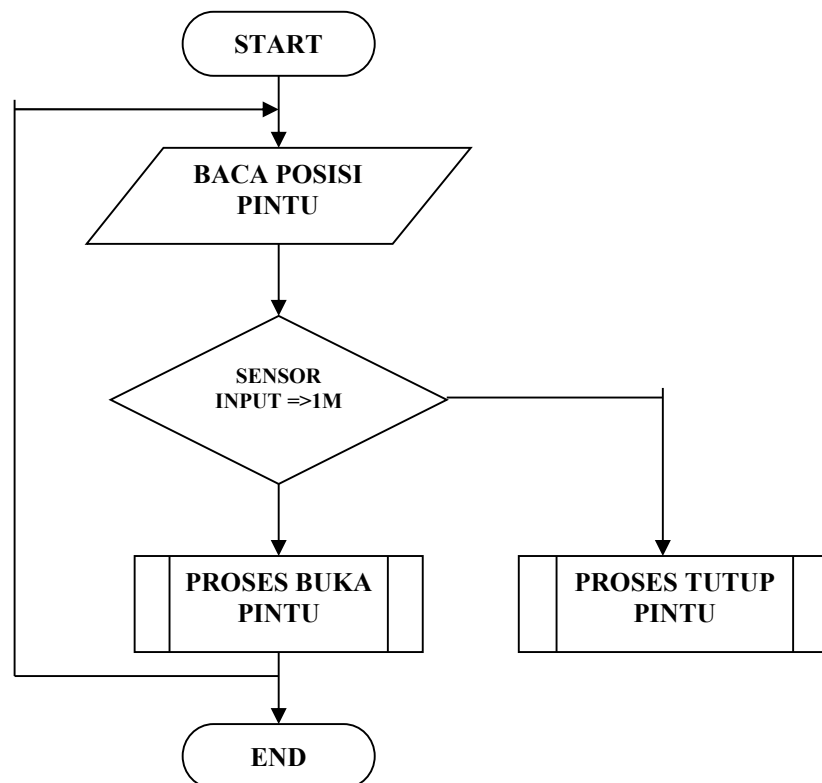 START
BACA POSISI
PINTU
SENSOR
INPUT =>1M
PROSES BUKA
PINTU
PROSES TUTUP
PINTU
END